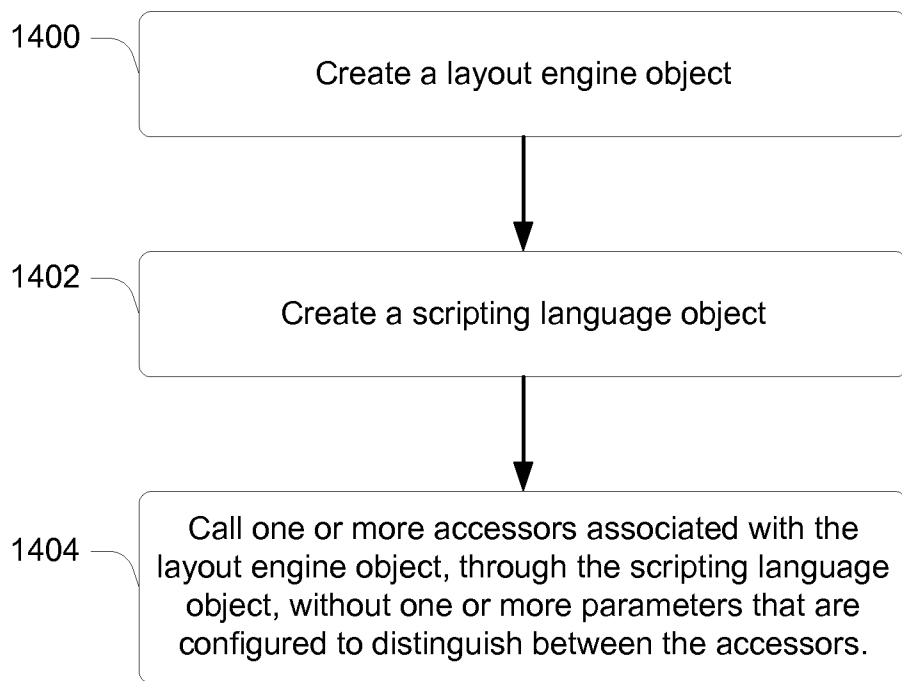 1400
Create a layout engine object
1402
Create a scripting language object
1404
Call one or more accessors associated with the
layout engine object, through the scripting language
object, without one or more parameters that are
configured to distinguish between the accessors.